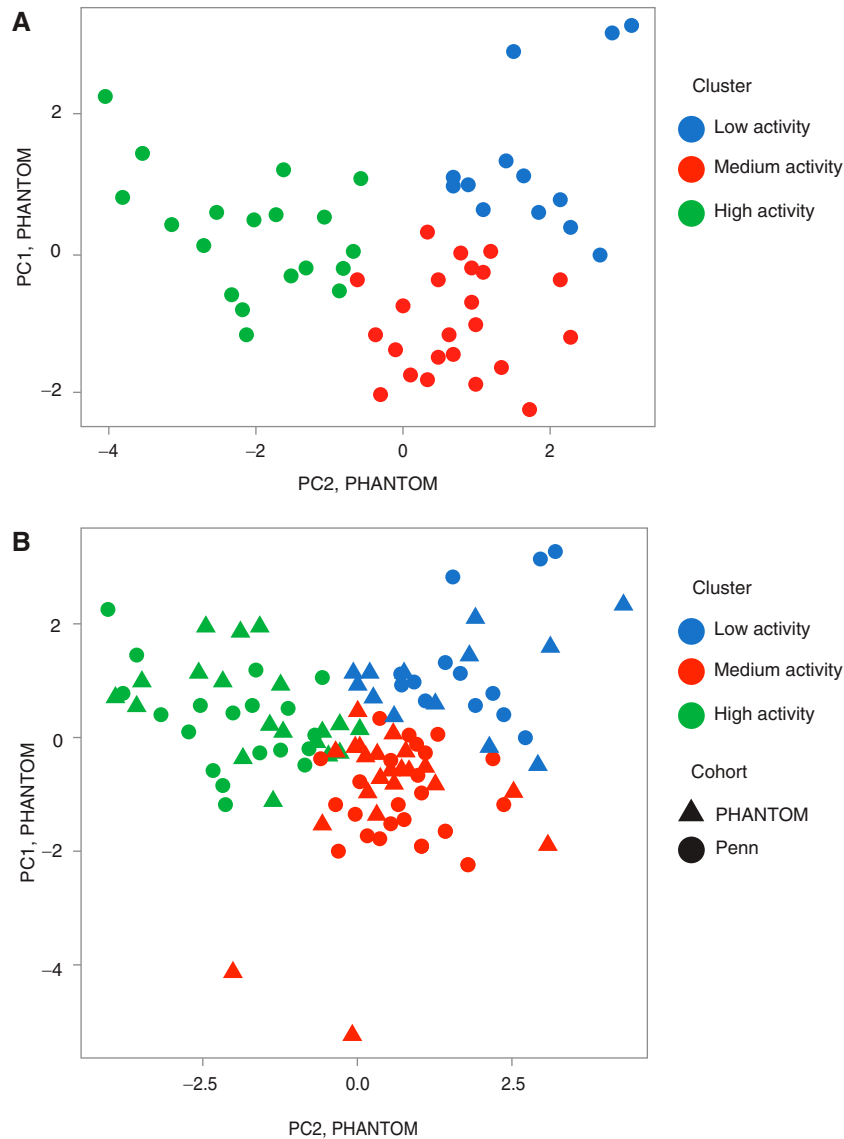 A
2
0
−2
PC1, PHANTOM
−4
−2
0
2
PC2, PHANTOM
Cluster
Low activity
Medium activity
High activity
B
2
0
−2
−4
PC1, PHANTOM
−2.5
0.0
2.5
PC2, PHANTOM
Cluster
Low activity
Medium activity
High activity
Cohort
PHANTOM
Penn